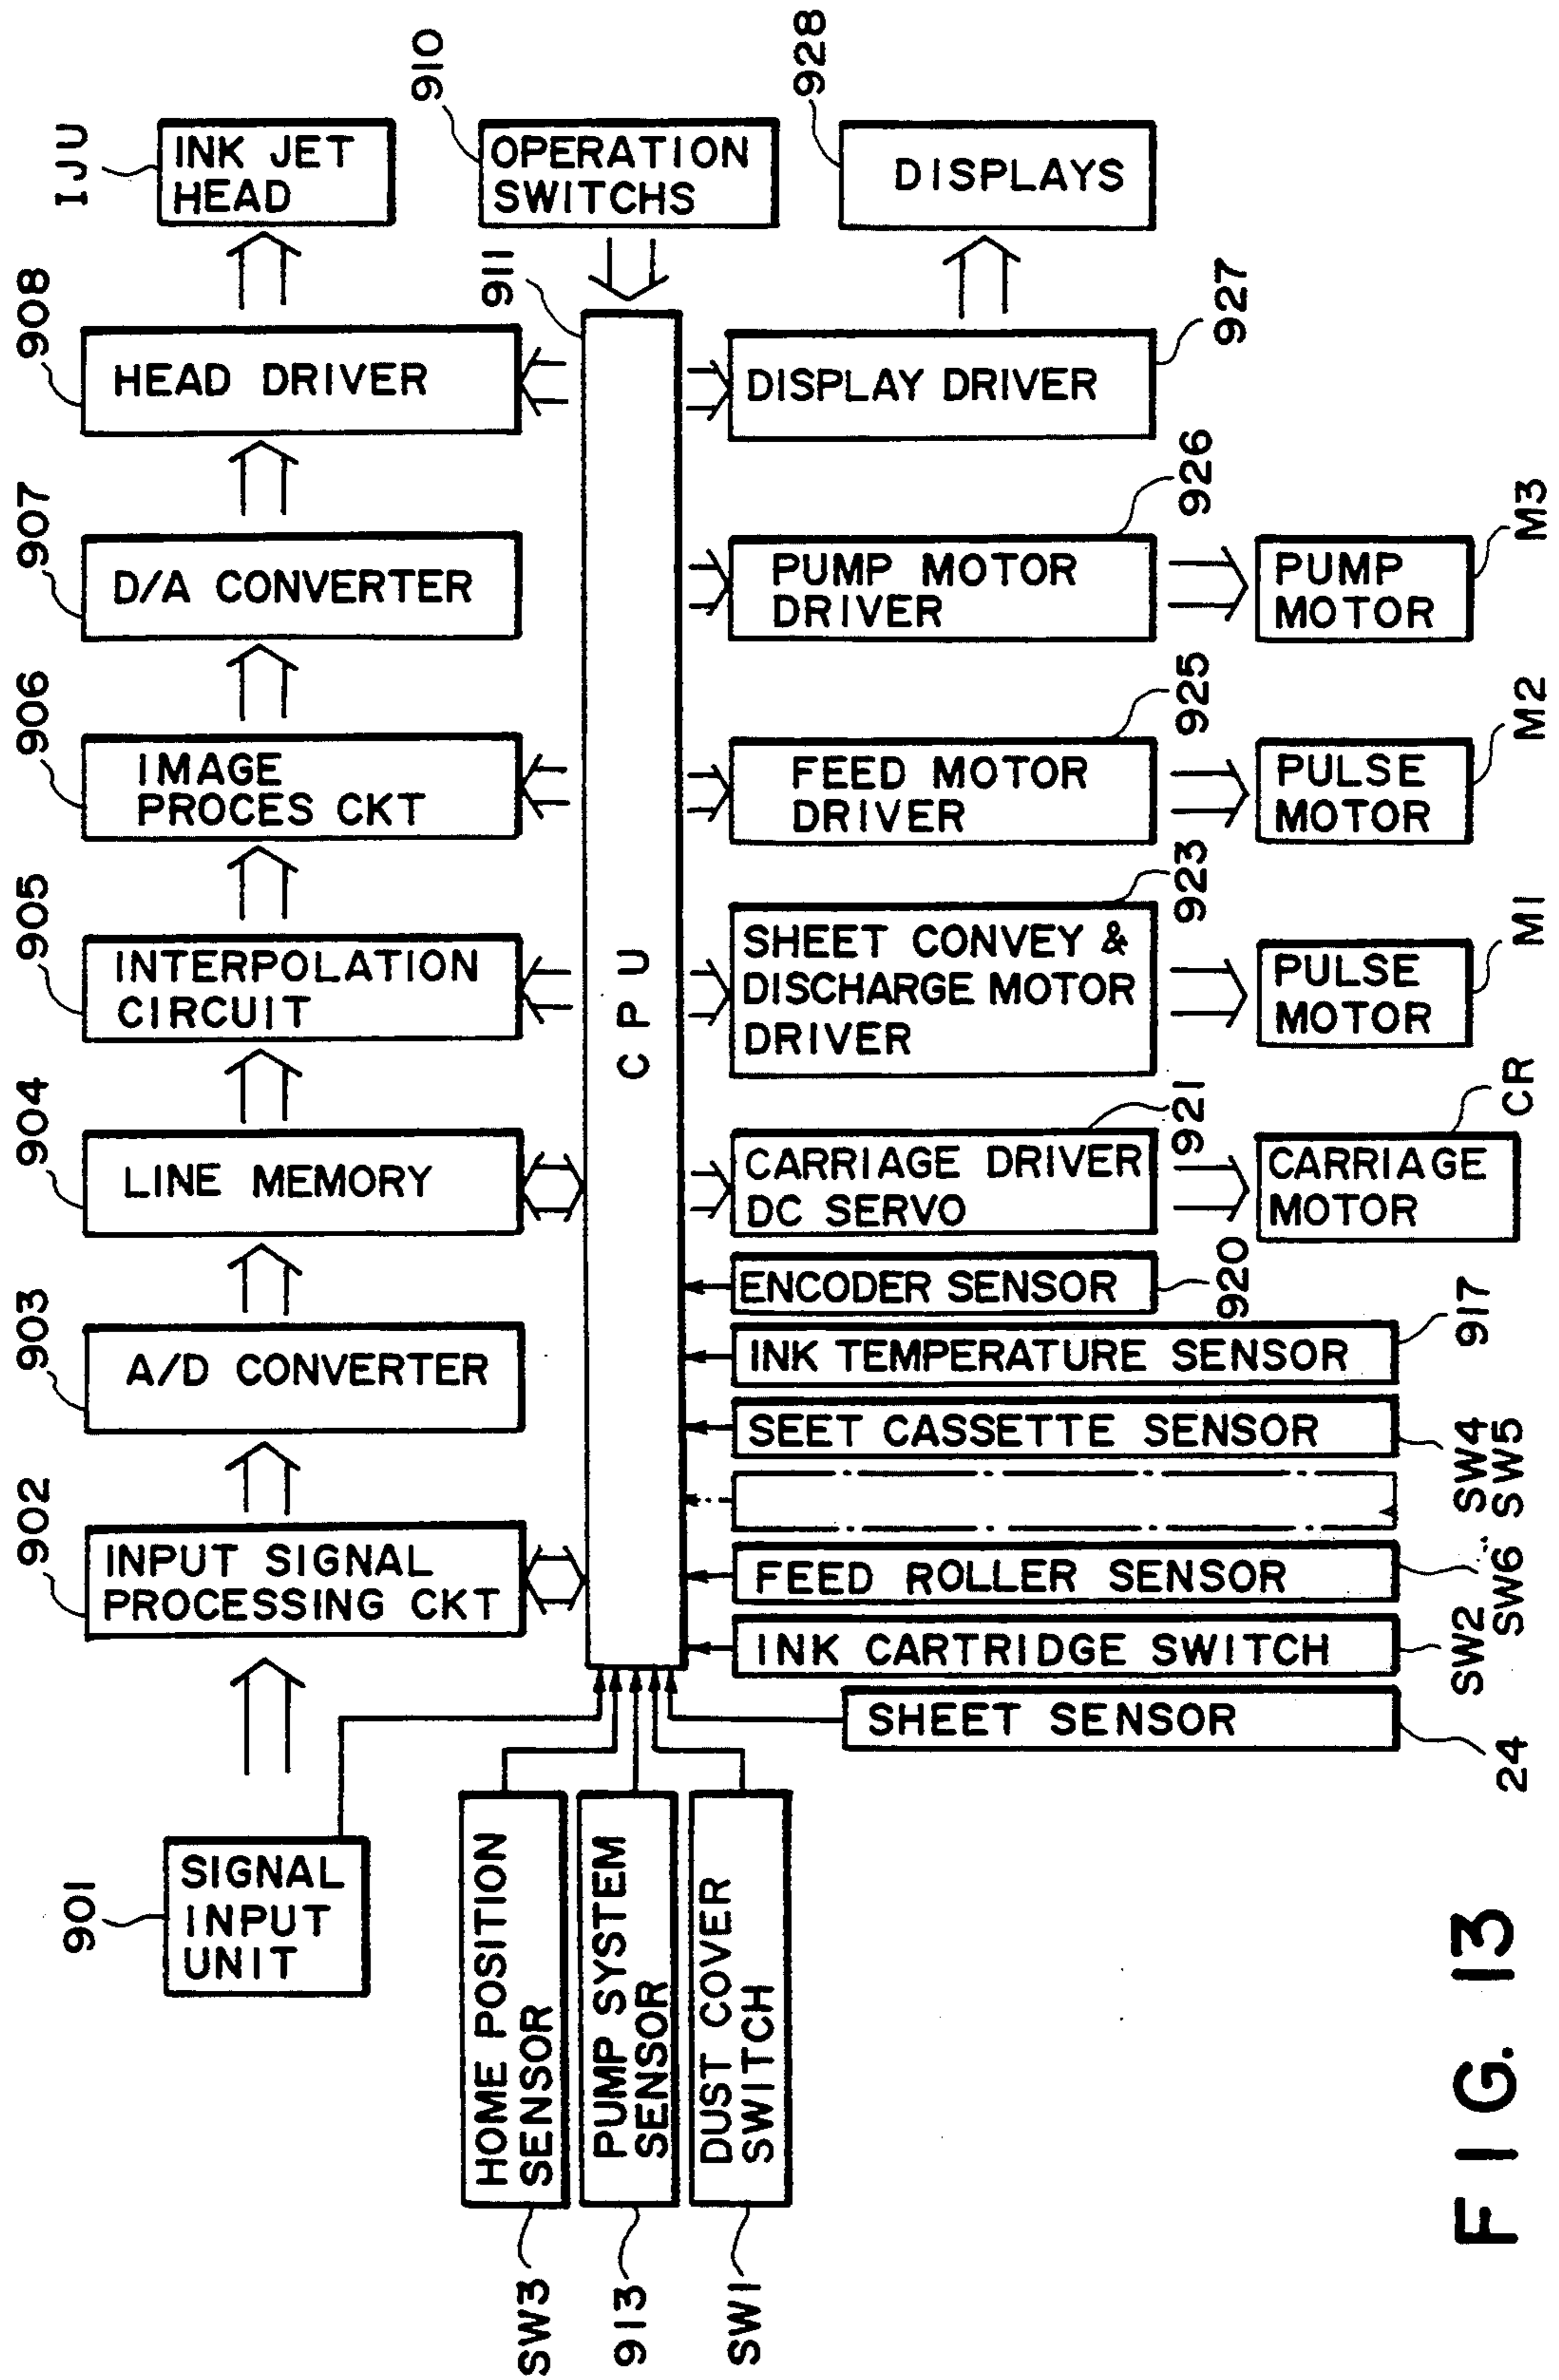 901
SIGNAL
INPUT
UNIT
902
INPUT SIGNAL
PROCESSING CKT
903
A/D CONVERTER
904
LINE MEMORY
905
INTERPOLATION
CIRCUIT
906
IMAGE
PROCES CKT
907
D/A CONVERTER
908
HEAD DRIVER
IJU
INK JET
HEAD
910
OPERATION
SWITCHS
911
CPU
SW3
HOME POSITION
SENSOR
913
PUMP SYSTEM
SENSOR
SW1
DUST COVER
SWITCH
SHEET SENSOR
24
INK CARTRIDGE SWITCH
SW2
FEED ROLLER SENSOR
SW6
SEET CASSETTE SENSOR
SW4
SW5
INK TEMPERATURE SENSOR
917
ENCODER SENSOR
920
CARRIAGE DRIVER
DC SERVO
921
CARRIAGE
MOTOR
CR
SHEET CONVEY &
DISCHARGE MOTOR
DRIVER
923
PULSE
MOTOR
M1
FEED MOTOR
DRIVER
925
PULSE
MOTOR
M2
PUMP MOTOR
DRIVER
926
PUMP
MOTOR
M3
DISPLAY DRIVER
927
DISPLAYS
928
FIG. 13